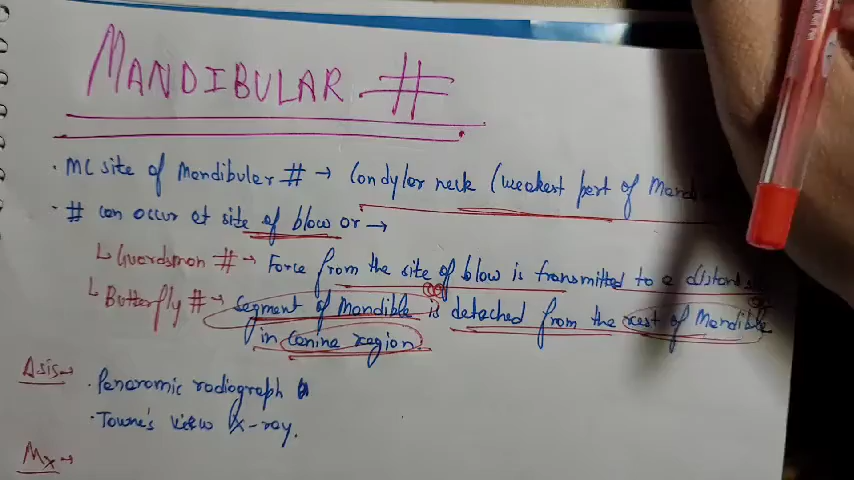 MANDIBULAR #
· MC site of Mandibular # → Condylar neck (weakest part of Mandi
· # can occur at site of blow or →
↳ Guardsman # → Force from the site of blow is transmitted to a distant
↳ Butterfly # → segment of Mandible is detached from the rest of Mandible
in canine region
Δsis →
· Panaromic radiograph
· Towne's view X-ray.
Mx →